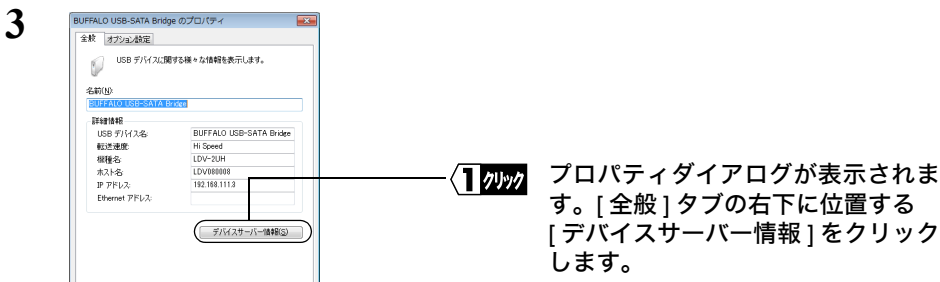 3
BUFFALO USB-SATA Bridge のプロパティ
全般 オプション設定
USB デバイスに関する様々な情報を表示します。
名前(N):
BUFFALO USB-SATA Bridge
詳細情報
USB デバイス名: BUFFALO USB-SATA Bridge
転送速度: Hi Speed
機種名: LDV-2UH
ホスト名: LDV080008
IP アドレス: 192.168.111.3
Ethernet アドレス:
デバイスサーバー情報(S)
1 クリック
プロパティダイアログが表示されま
す。[ 全般 ] タブの右下に位置する
[ デバイスサーバー情報 ] をクリック
します。